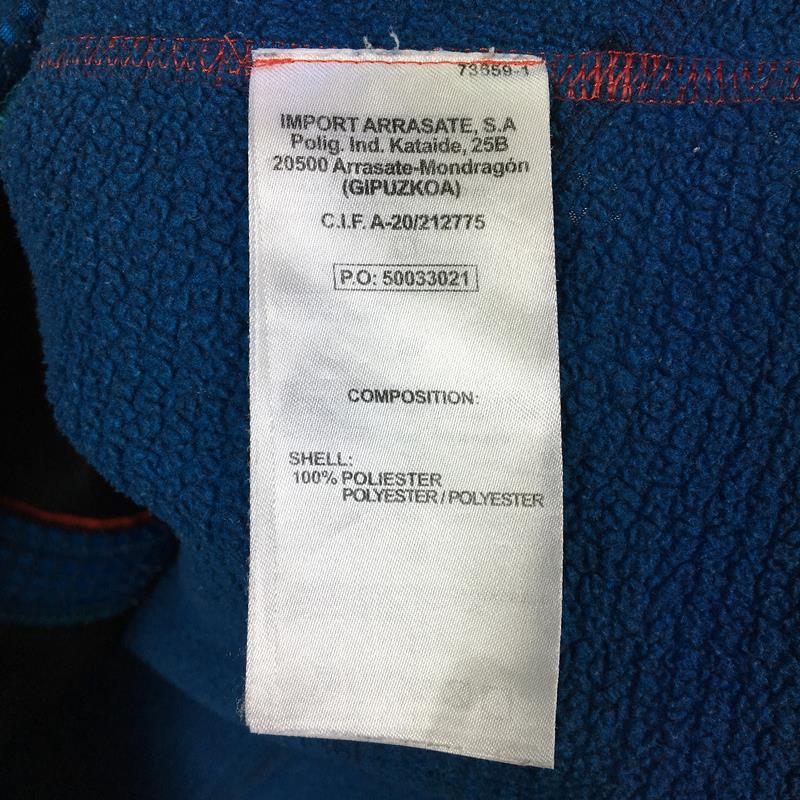 73659-1
IMPORT ARRASATE, S.A
Polig. Ind. Kataide, 25B
20500 Arrasate-Mondragón
(GIPUZKOA)
C.I.F. A-20/212775
P.O: 50033021
COMPOSITION:
SHELL:
100% POLIESTER
POLYESTER / POLYESTER